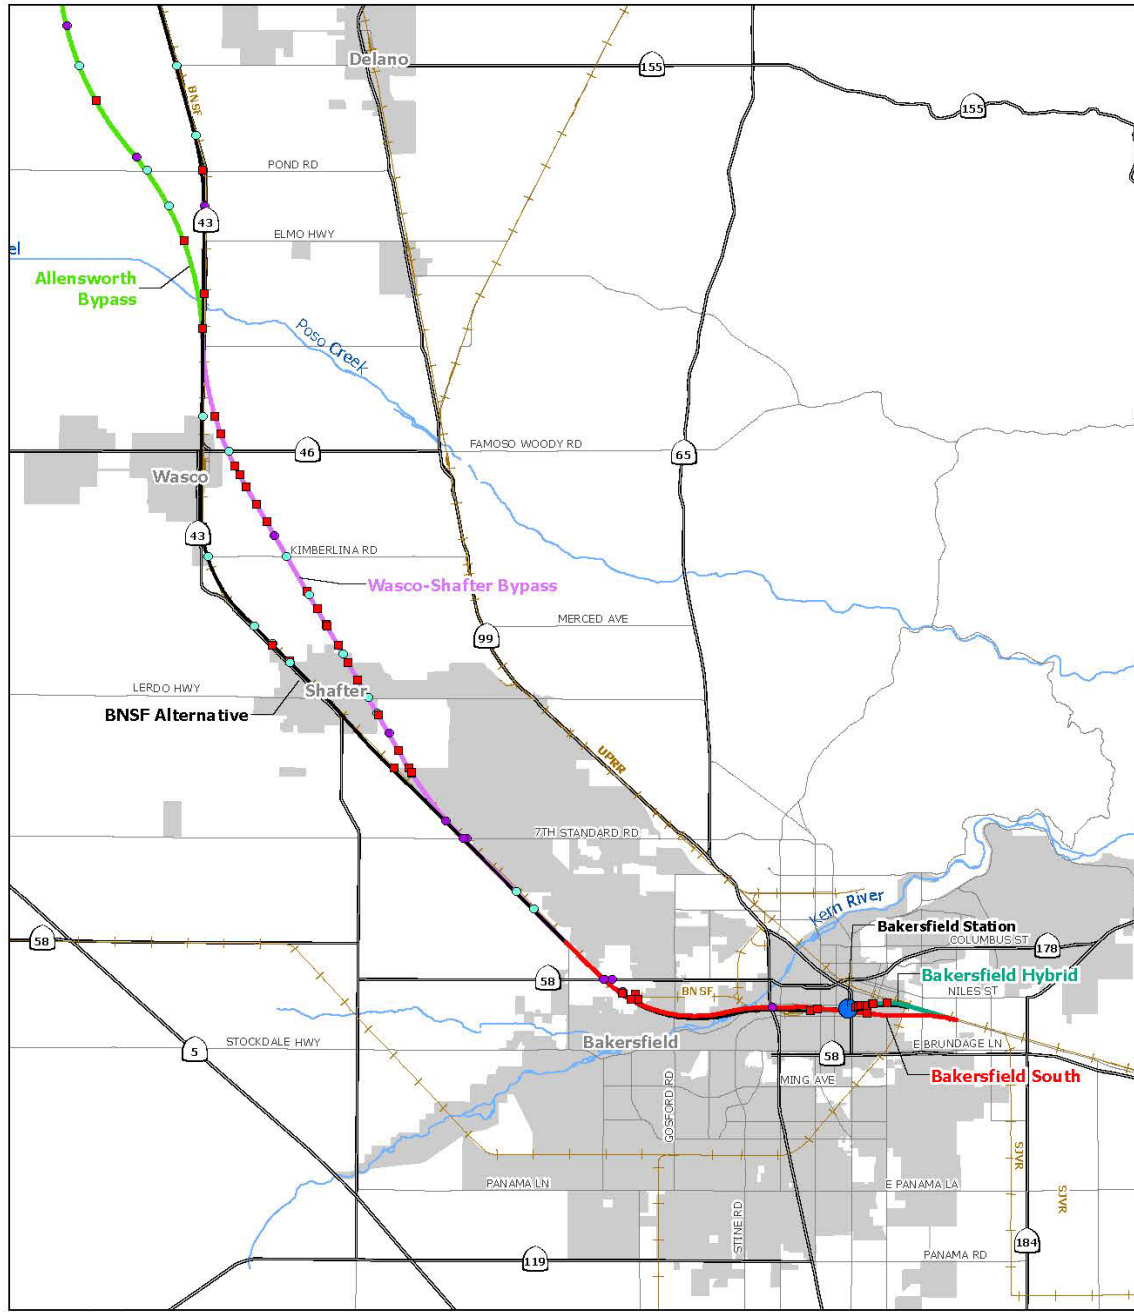 Delano
155
155
BNSF
POND RD
43
ELMO HWY
el
Allensworth
Bypass
Poso Creek
46
FAMOSO WOODY RD
65
Wasco
43
KIMBERLINA RD
Wasco-Shafter Bypass
MERCED AVE
99
LERDO HWY
Shafter
BNSF Alternative
UPRR
7TH STANDARD RD
Kern River
Bakersfield Station
COLUMBUS ST
58
178
58
BNSF
Bakersfield Hybrid
NILES ST
STOCKDALE HWY
Bakersfield
E BRUNDAGE LN
5
58
MING AVE
Bakersfield South
GOSFORD RD
SJVR
PANAMA LN
E PANAMA LA
SJVR
STINE RD
184
119
PANAMA RD